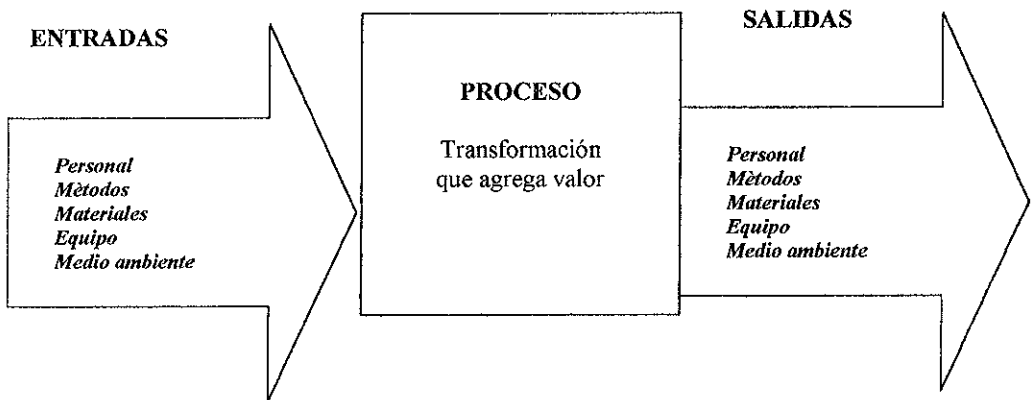 ENTRADAS
Personal
Mètodos
Materiales
Equipo
Medio ambiente
PROCESO
Transformación
que agrega valor
SALIDAS
Personal
Mètodos
Materiales
Equipo
Medio ambiente